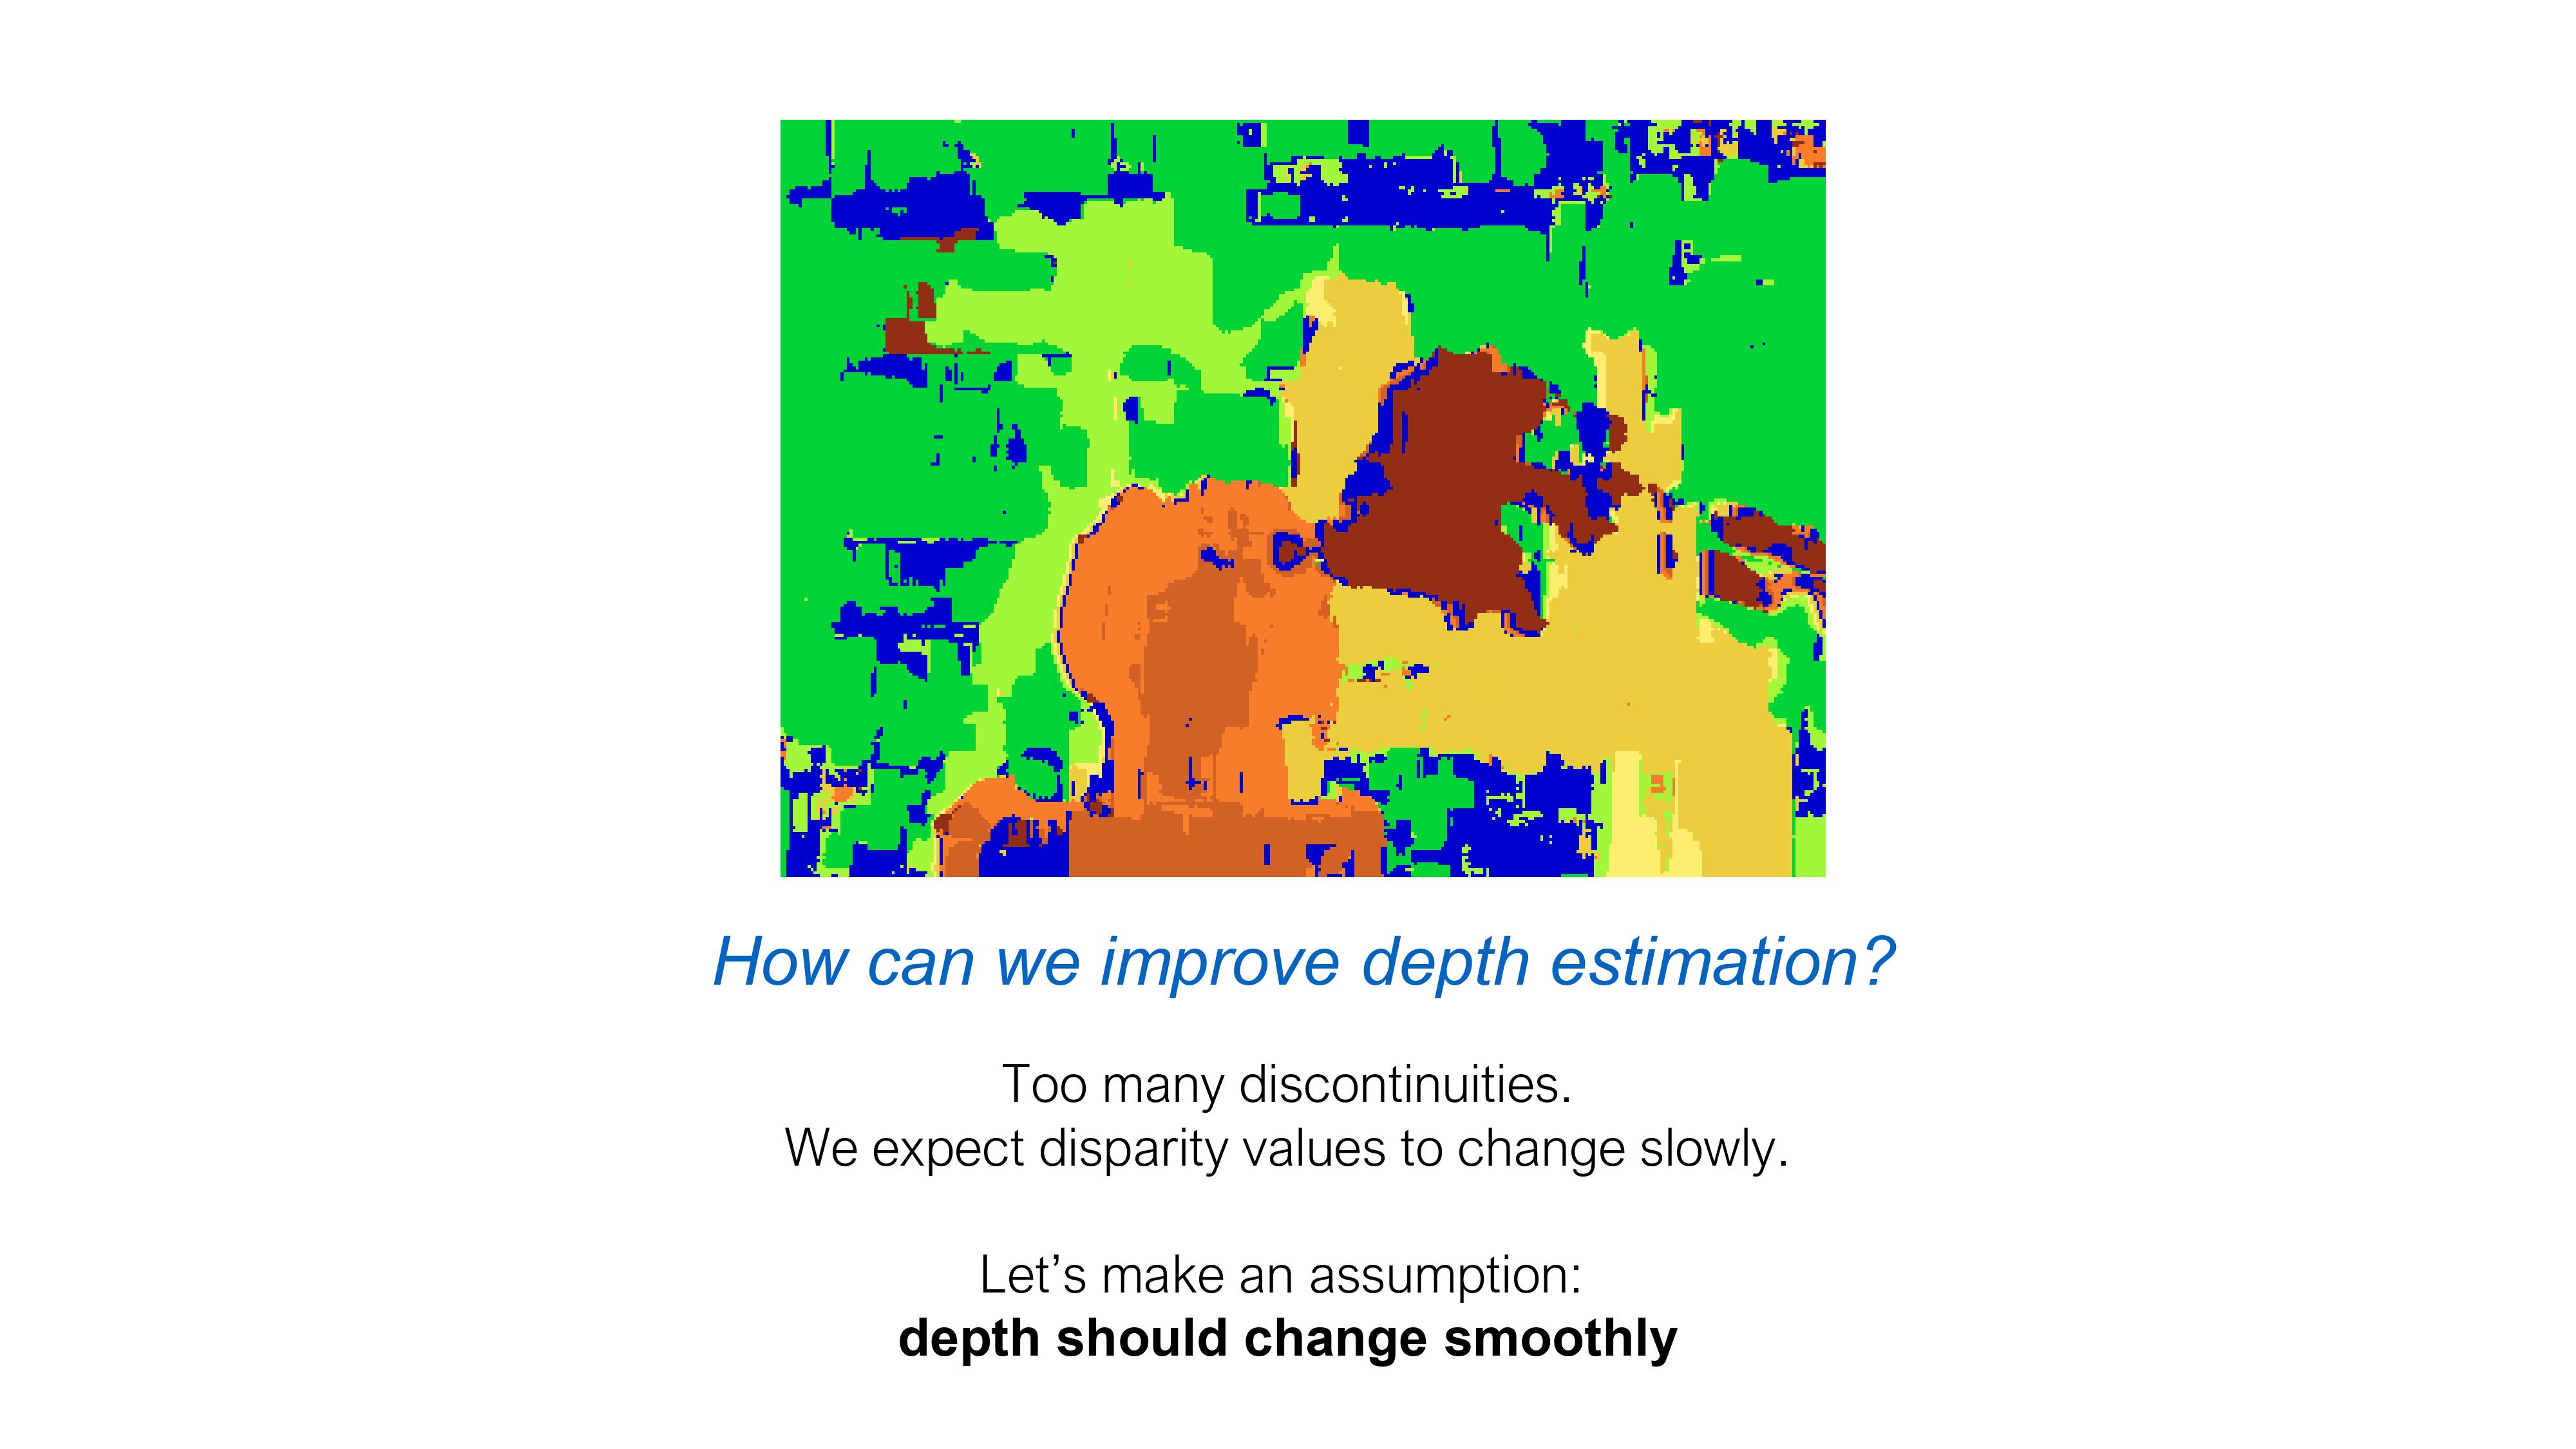 How can we improve depth estimation?
Too many discontinuities.
We expect disparity values to change slowly.
Let’s make an assumption:
depth should change smoothly